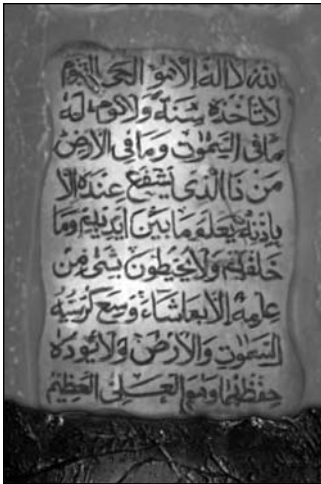 الله لا اله الا هو الحي القيوم
لا تاخذه سنة ولا نوم له
ما في السموت وما في الارض
من ذا الذي يشفع عنده الا
باذنه يعلم ما بين ايديهم وما
خلفهم ولا يحيطون بشيء من
علمه الا بما شاء وسع كرسيه
السموت والارض ولا يوده
حفظهما وهو العلي العظيم